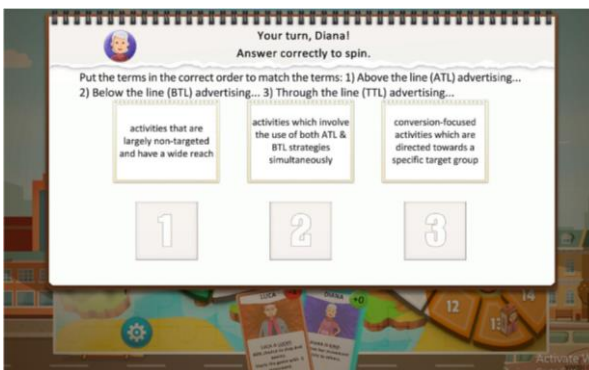 Your turn, Diana!
Answer correctly to spin.
Put the terms in the correct order to match the terms: 1) Above the line (ATL) advertising...
2) Below the line (BTL) advertising... 3) Through the line (TTL) advertising...
activities that are
largely non-targeted
and have a wide reach
activities which involve
the use of both ATL &
BTL strategies
simultaneously
conversion-focused
activities which are
directed towards a
specific target group
1
2
3
LUCA
DIANA
+0
12
13
14
Activate